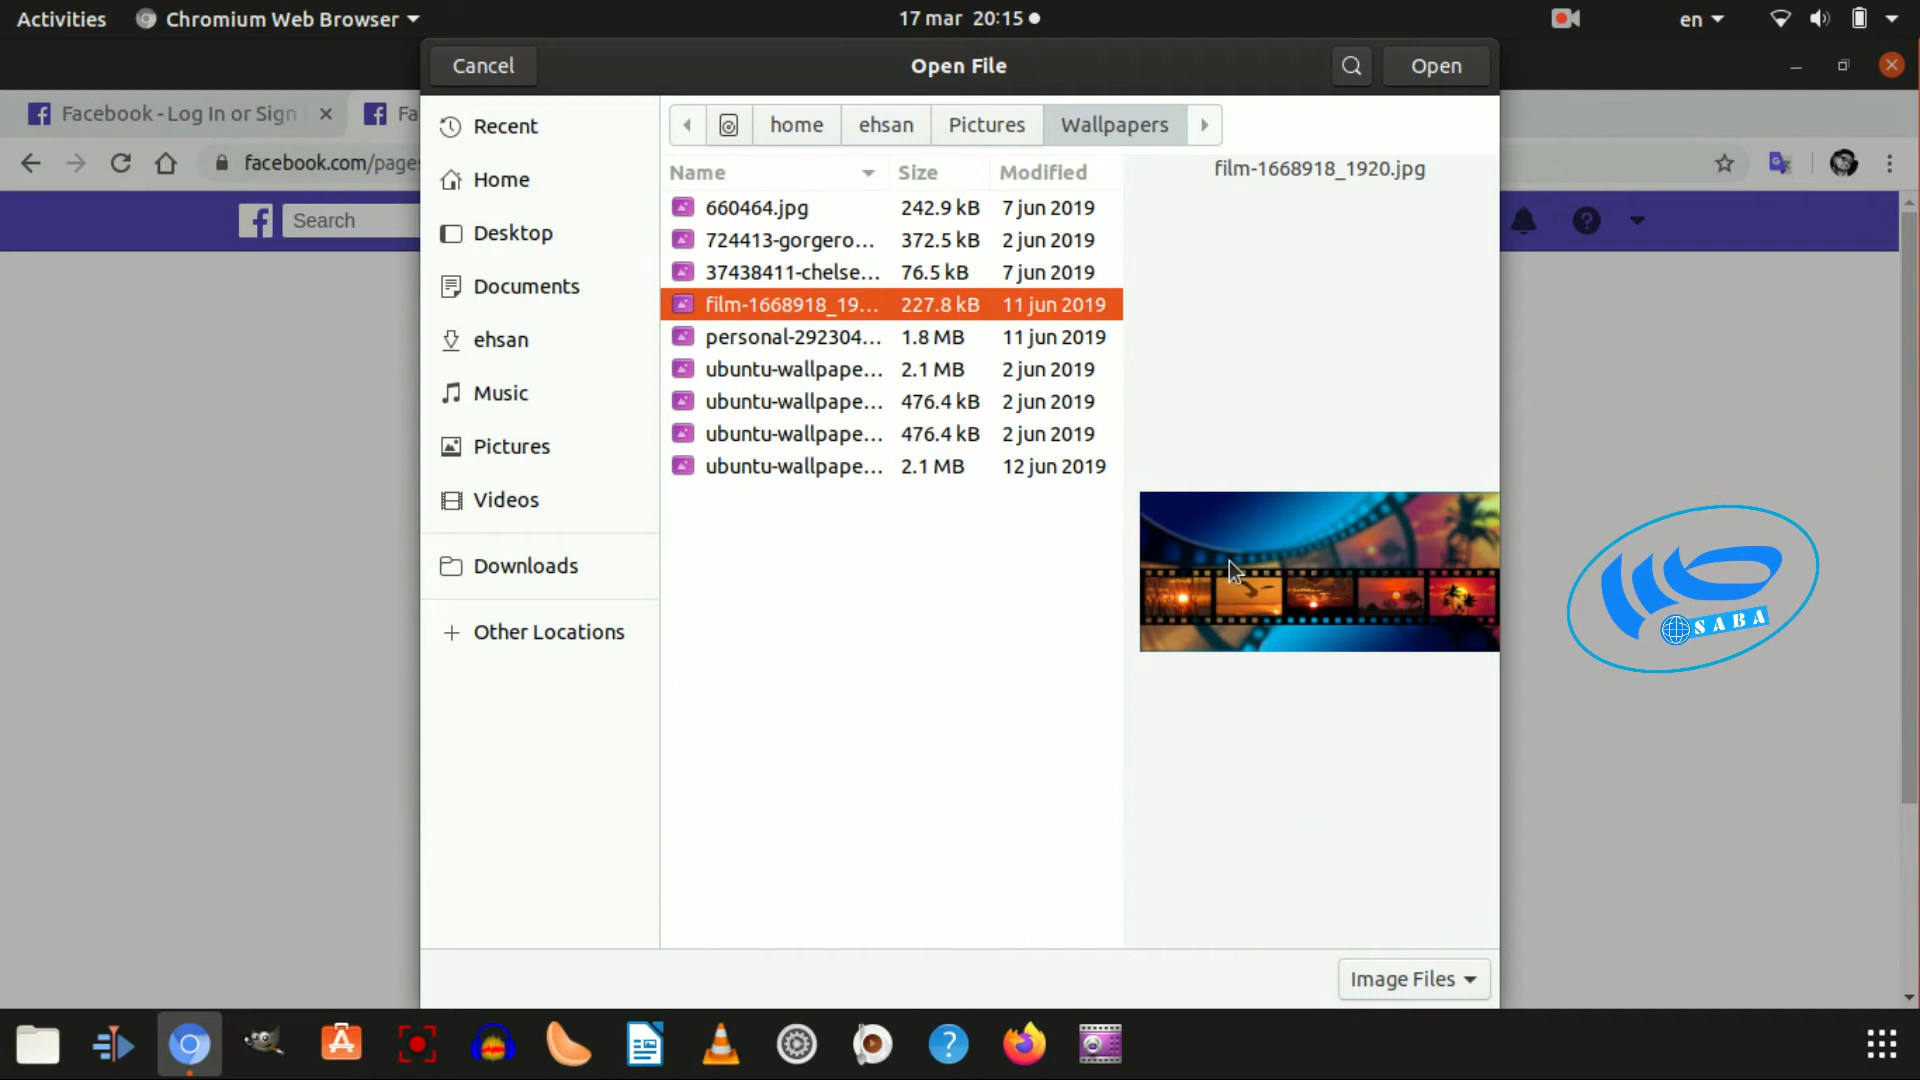 Activities Chromium Web Browser 17 mar 20:15 en
Cancel Open File Open
Facebook - Log In or Sign Fa
facebook.com/page
Search
Recent
Home
Desktop
Documents
ehsan
Music
Pictures
Videos
Downloads
Other Locations
home ehsan Pictures Wallpapers
Name Size Modified
660464.jpg 242.9 kB 7 jun 2019
724413-gorgero... 372.5 kB 2 jun 2019
37438411-chelse... 76.5 kB 7 jun 2019
film-1668918_19... 227.8 kB 11 jun 2019
personal-292304... 1.8 MB 11 jun 2019
ubuntu-wallpape... 2.1 MB 2 jun 2019
ubuntu-wallpape... 476.4 kB 2 jun 2019
ubuntu-wallpape... 476.4 kB 2 jun 2019
ubuntu-wallpape... 2.1 MB 12 jun 2019
film-1668918_1920.jpg
SABA
Image Files